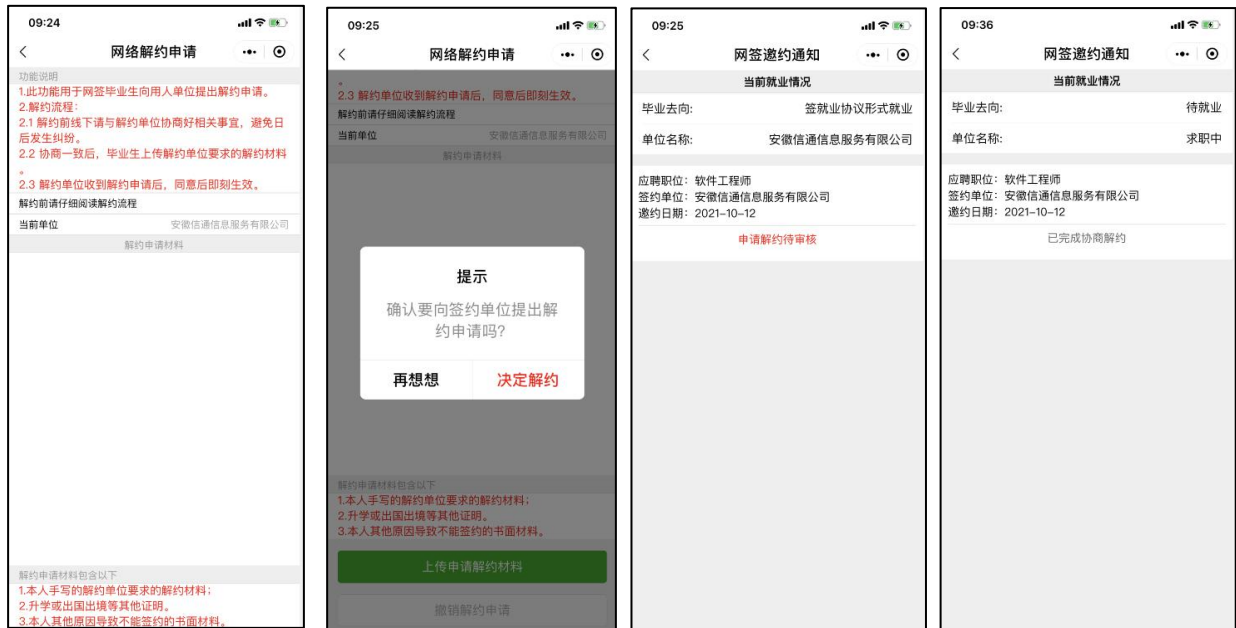 09:24
网络解约申请
功能说明
1.此功能用于网签毕业生向用人单位提出解约申请。
2.解约流程：
2.1 解约前线下请与解约单位协商好相关事宜，避免日
后发生纠纷。
2.2 协商一致后，毕业生上传解约单位要求的解约材料
。
2.3 解约单位收到解约申请后，同意后即刻生效。
解约前请仔细阅读解约流程
当前单位 安徽信通信息服务有限公司
解约申请材料
解约申请材料包含以下
1.本人手写的解约单位要求的解约材料；
2.升学或出国出境等其他证明。
3.本人其他原因导致不能签约的书面材料。
09:25
网络解约申请
。
2.3 解约单位收到解约申请后，同意后即刻生效。
解约前请仔细阅读解约流程
当前单位 安徽信通信息服务有限公司
解约申请材料
提示
确认要向签约单位提出解
约申请吗？
再想想 决定解约
解约申请材料包含以下
1.本人手写的解约单位要求的解约材料；
2.升学或出国出境等其他证明。
3.本人其他原因导致不能签约的书面材料。
上传申请解约材料
撤销解约申请
09:25
网签邀约通知
当前就业情况
毕业去向: 签就业协议形式就业
单位名称: 安徽信通信息服务有限公司
应聘职位：软件工程师
签约单位：安徽信通信息服务有限公司
邀约日期：2021-10-12
申请解约待审核
09:36
网签邀约通知
当前就业情况
毕业去向: 待就业
单位名称: 求职中
应聘职位：软件工程师
签约单位：安徽信通信息服务有限公司
邀约日期：2021-10-12
已完成协商解约